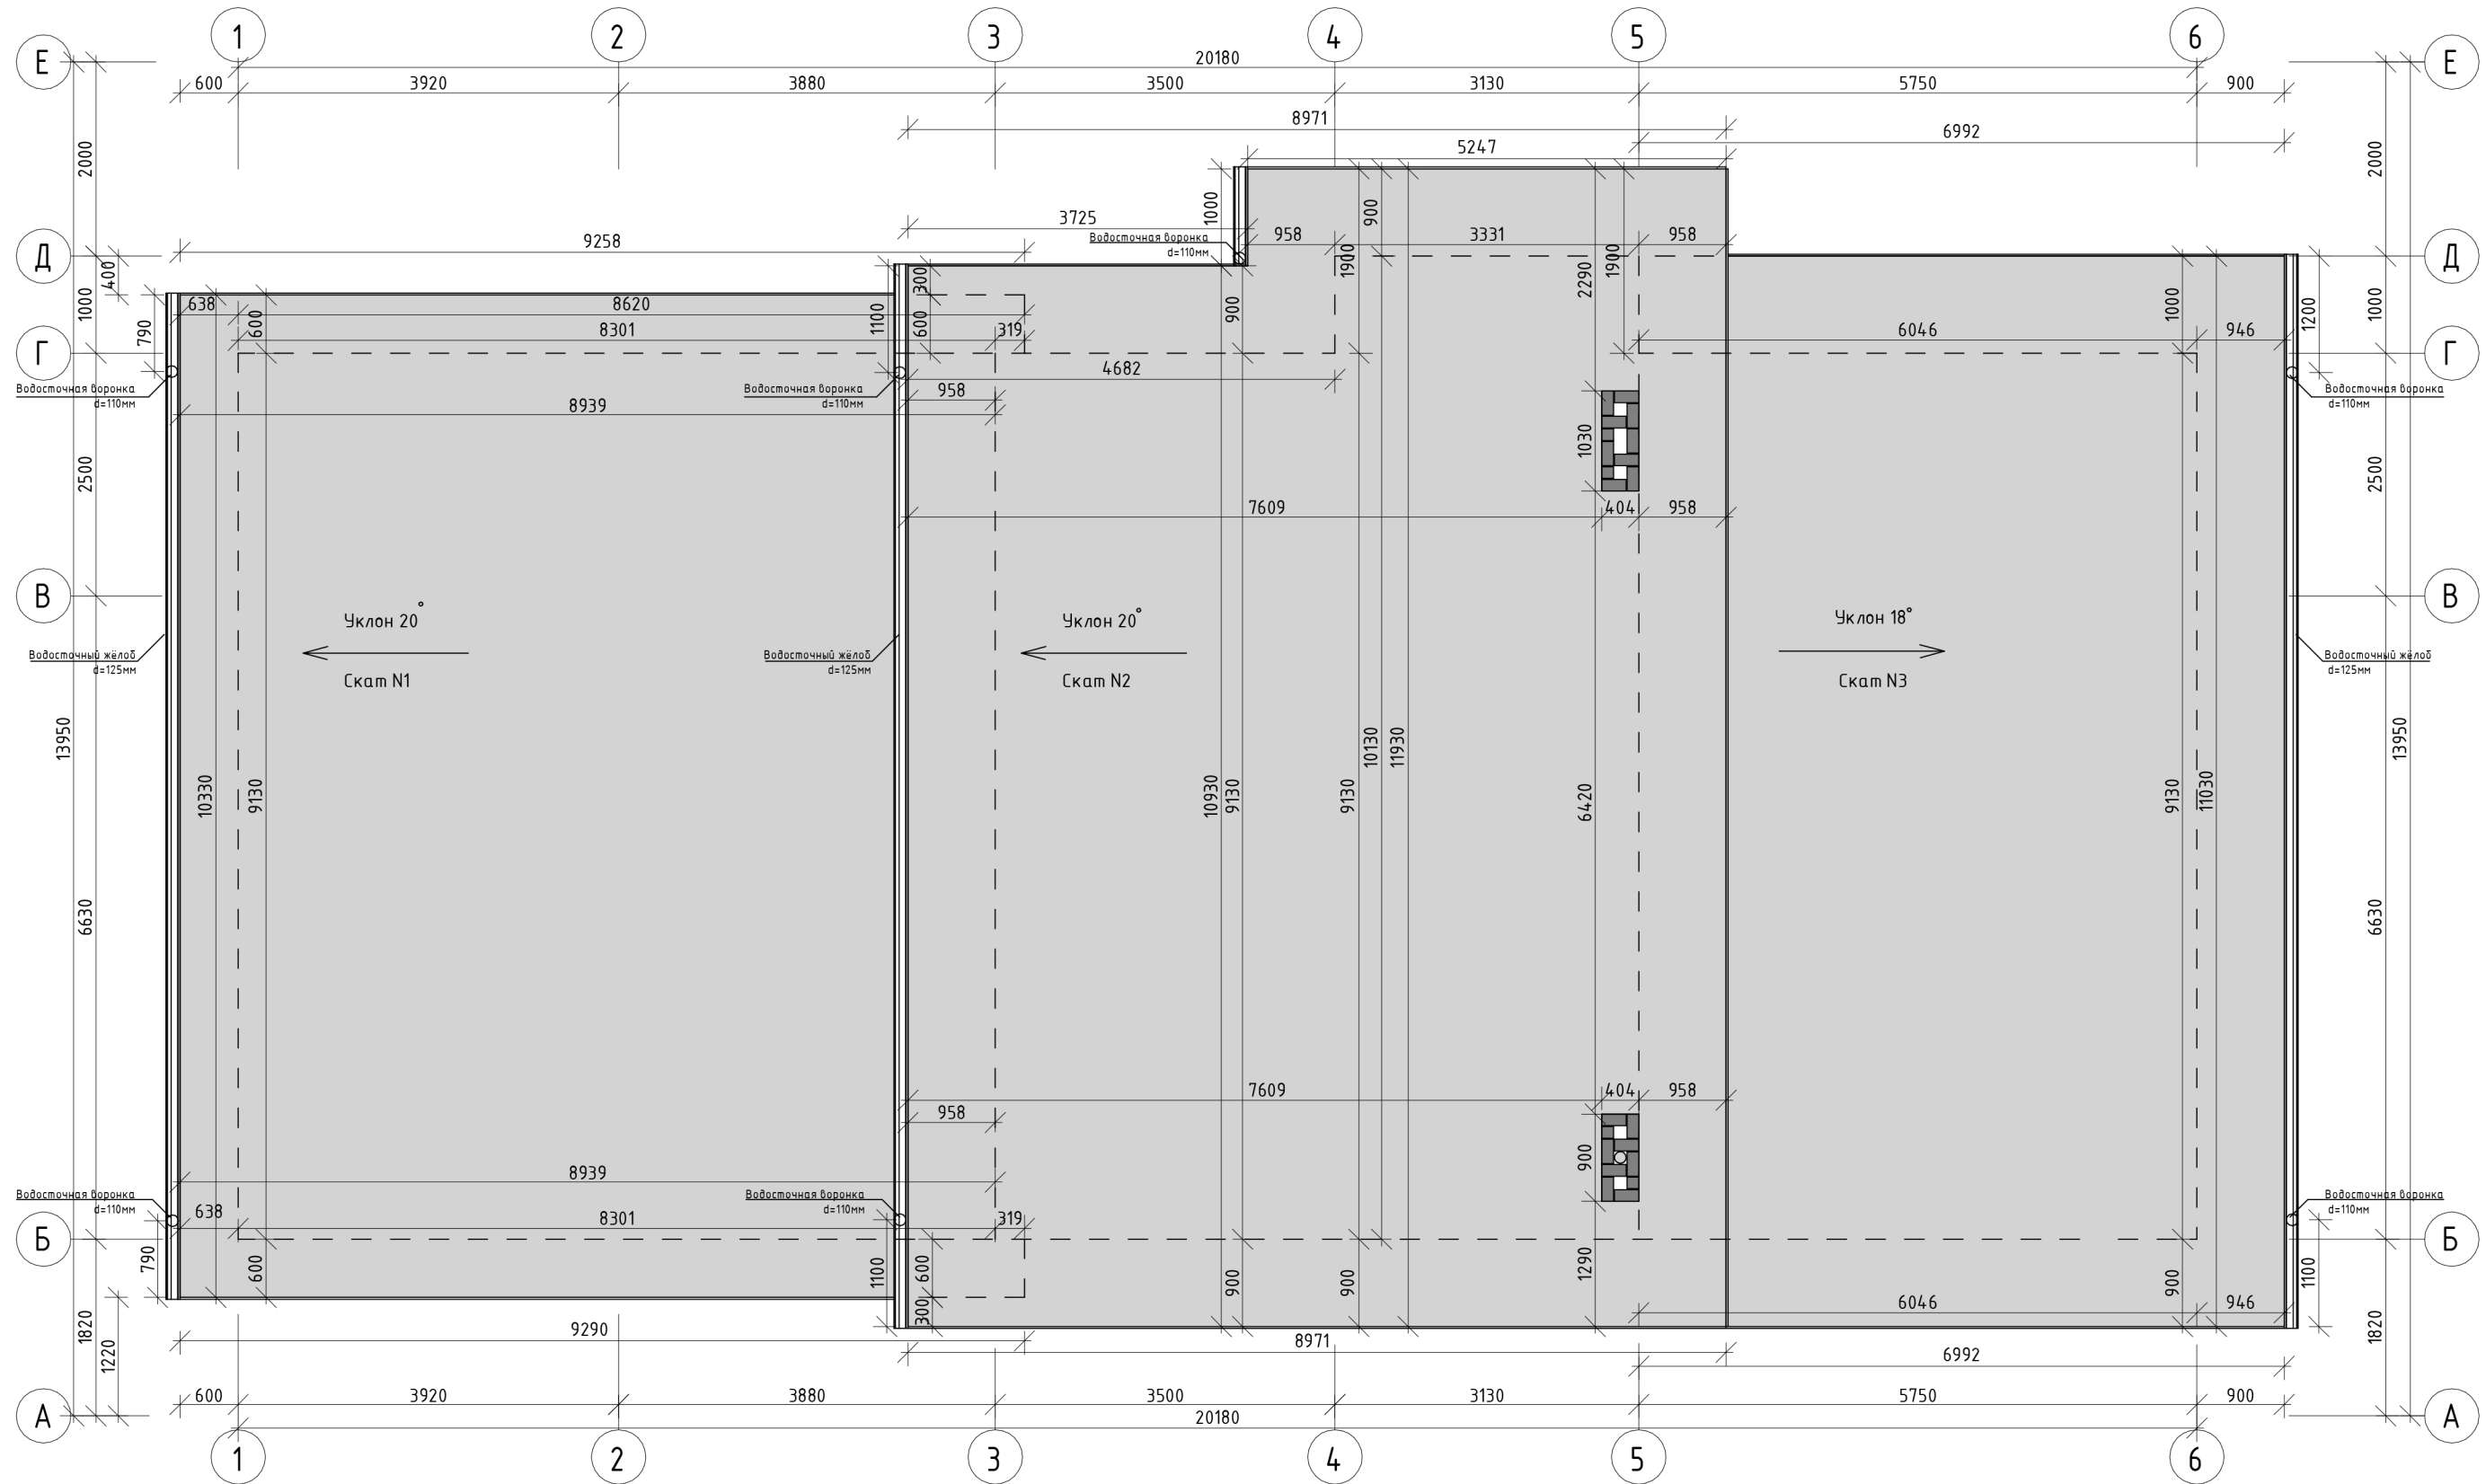 1 2 3 4 5 6
Е 20180 Е
600 3920 3880 3500 3130 5750 900
8971
6992
5247
2000 2000
1000 900
3725
Водосточная воронка
d=110мм
958 3331 958
9258
Д Д
400
1900 2290 1900
638 8620
300
1000 790 600 1100 600 900 1000 1200 1000
8301 319
6046 946
Г Г
4682
Водосточная воронка
d=110мм
Водосточная воронка
d=110мм
Водосточная воронка
d=110мм
958
8939
2500 1030 2500
7609 404 958
В В
Уклон 20°
Скат N1
Уклон 20°
Скат N2
Уклон 18°
Скат N3
Водосточный жёлоб
d=125мм
Водосточный жёлоб
d=125мм
Водосточный жёлоб
d=125мм
13950 10130 11930 13950
10330 9130 10930 9130 9130 6420 9130 11030
6630 6630
7609 404 958
958
900
8939
Водосточная воронка
d=110мм
Водосточная воронка
d=110мм
Водосточная воронка
d=110мм
638 8301 319
Б Б
790 600 1100 600 900 900 1290 900 1100
300
6046 946
1820 1220 1820
9290
8971
6992
600 3920 3880 3500 3130 5750 900
А 20180 А
1 2 3 4 5 6